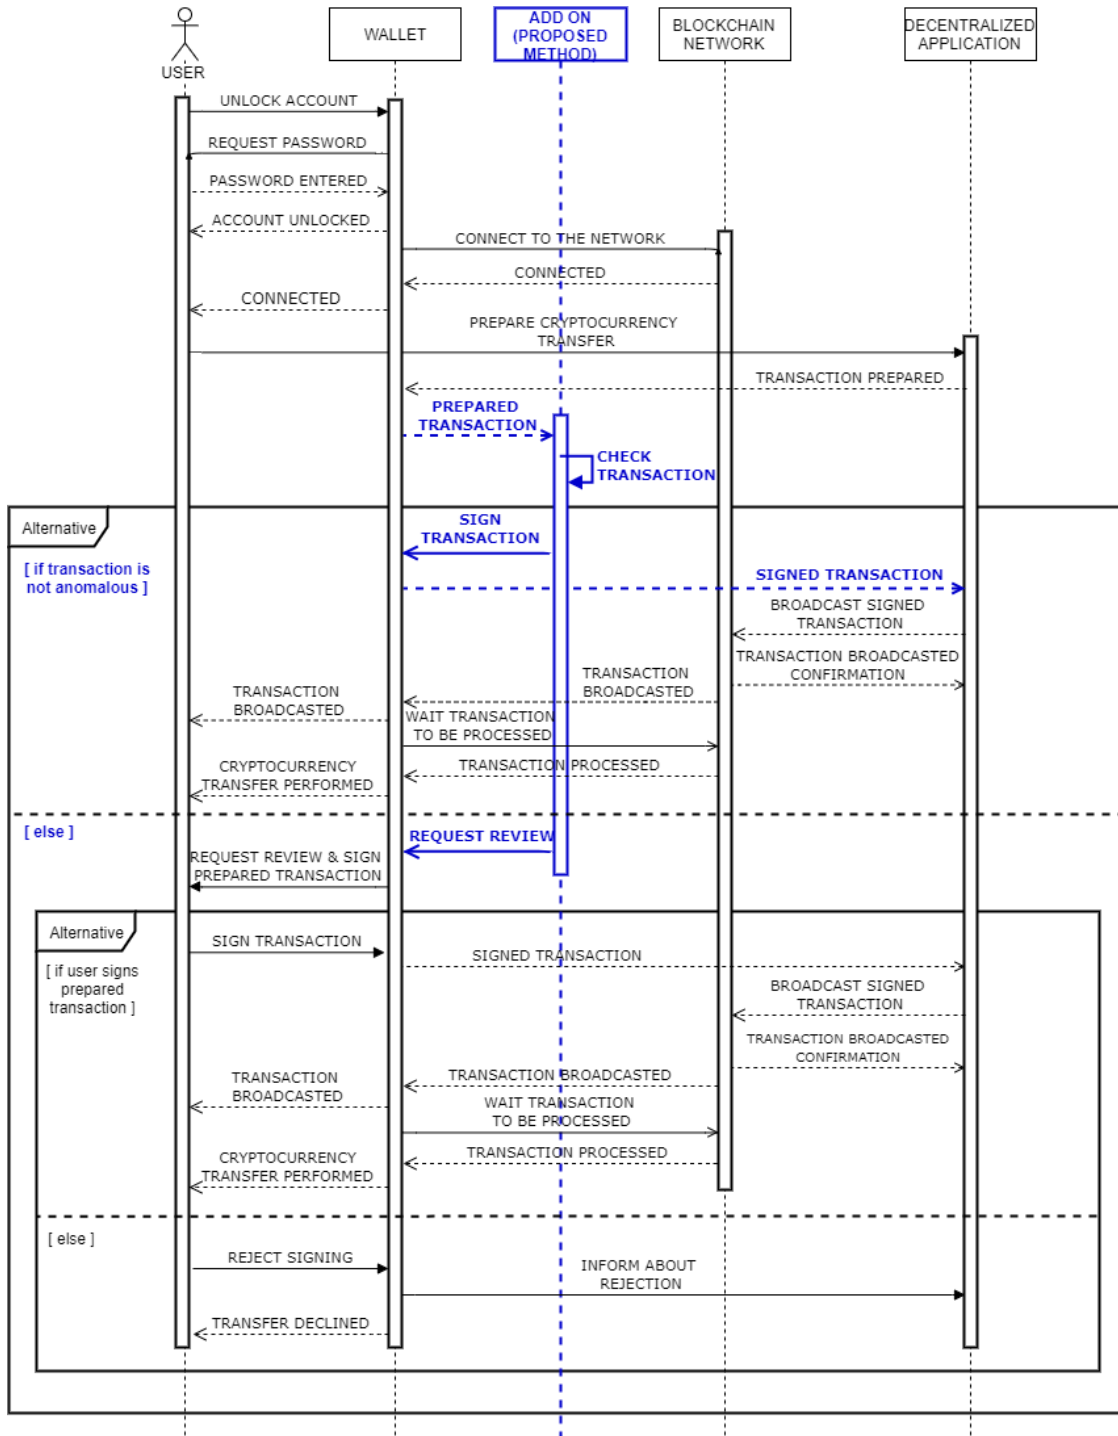 USER
WALLET
ADD ON
(PROPOSED
METHOD)
BLOCKCHAIN
NETWORK
DECENTRALIZED
APPLICATION
UNLOCK ACCOUNT
REQUEST PASSWORD
PASSWORD ENTERED
ACCOUNT UNLOCKED
CONNECT TO THE NETWORK
CONNECTED
CONNECTED
PREPARE CRYPTOCURRENCY
TRANSFER
TRANSACTION PREPARED
PREPARED
TRANSACTION
CHECK
TRANSACTION
Alternative
[ if transaction is
not anomalous ]
SIGN
TRANSACTION
SIGNED TRANSACTION
BROADCAST SIGNED
TRANSACTION
TRANSACTION BROADCASTED
CONFIRMATION
TRANSACTION
BROADCASTED
TRANSACTION
BROADCASTED
WAIT TRANSACTION
TO BE PROCESSED
TRANSACTION PROCESSED
CRYPTOCURRENCY
TRANSFER PERFORMED
[ else ]
REQUEST REVIEW
REQUEST REVIEW & SIGN
PREPARED TRANSACTION
Alternative
[ if user signs
prepared
transaction ]
SIGN TRANSACTION
SIGNED TRANSACTION
BROADCAST SIGNED
TRANSACTION
TRANSACTION BROADCASTED
CONFIRMATION
TRANSACTION BROADCASTED
TRANSACTION
BROADCASTED
WAIT TRANSACTION
TO BE PROCESSED
TRANSACTION PROCESSED
CRYPTOCURRENCY
TRANSFER PERFORMED
[ else ]
REJECT SIGNING
INFORM ABOUT
REJECTION
TRANSFER DECLINED